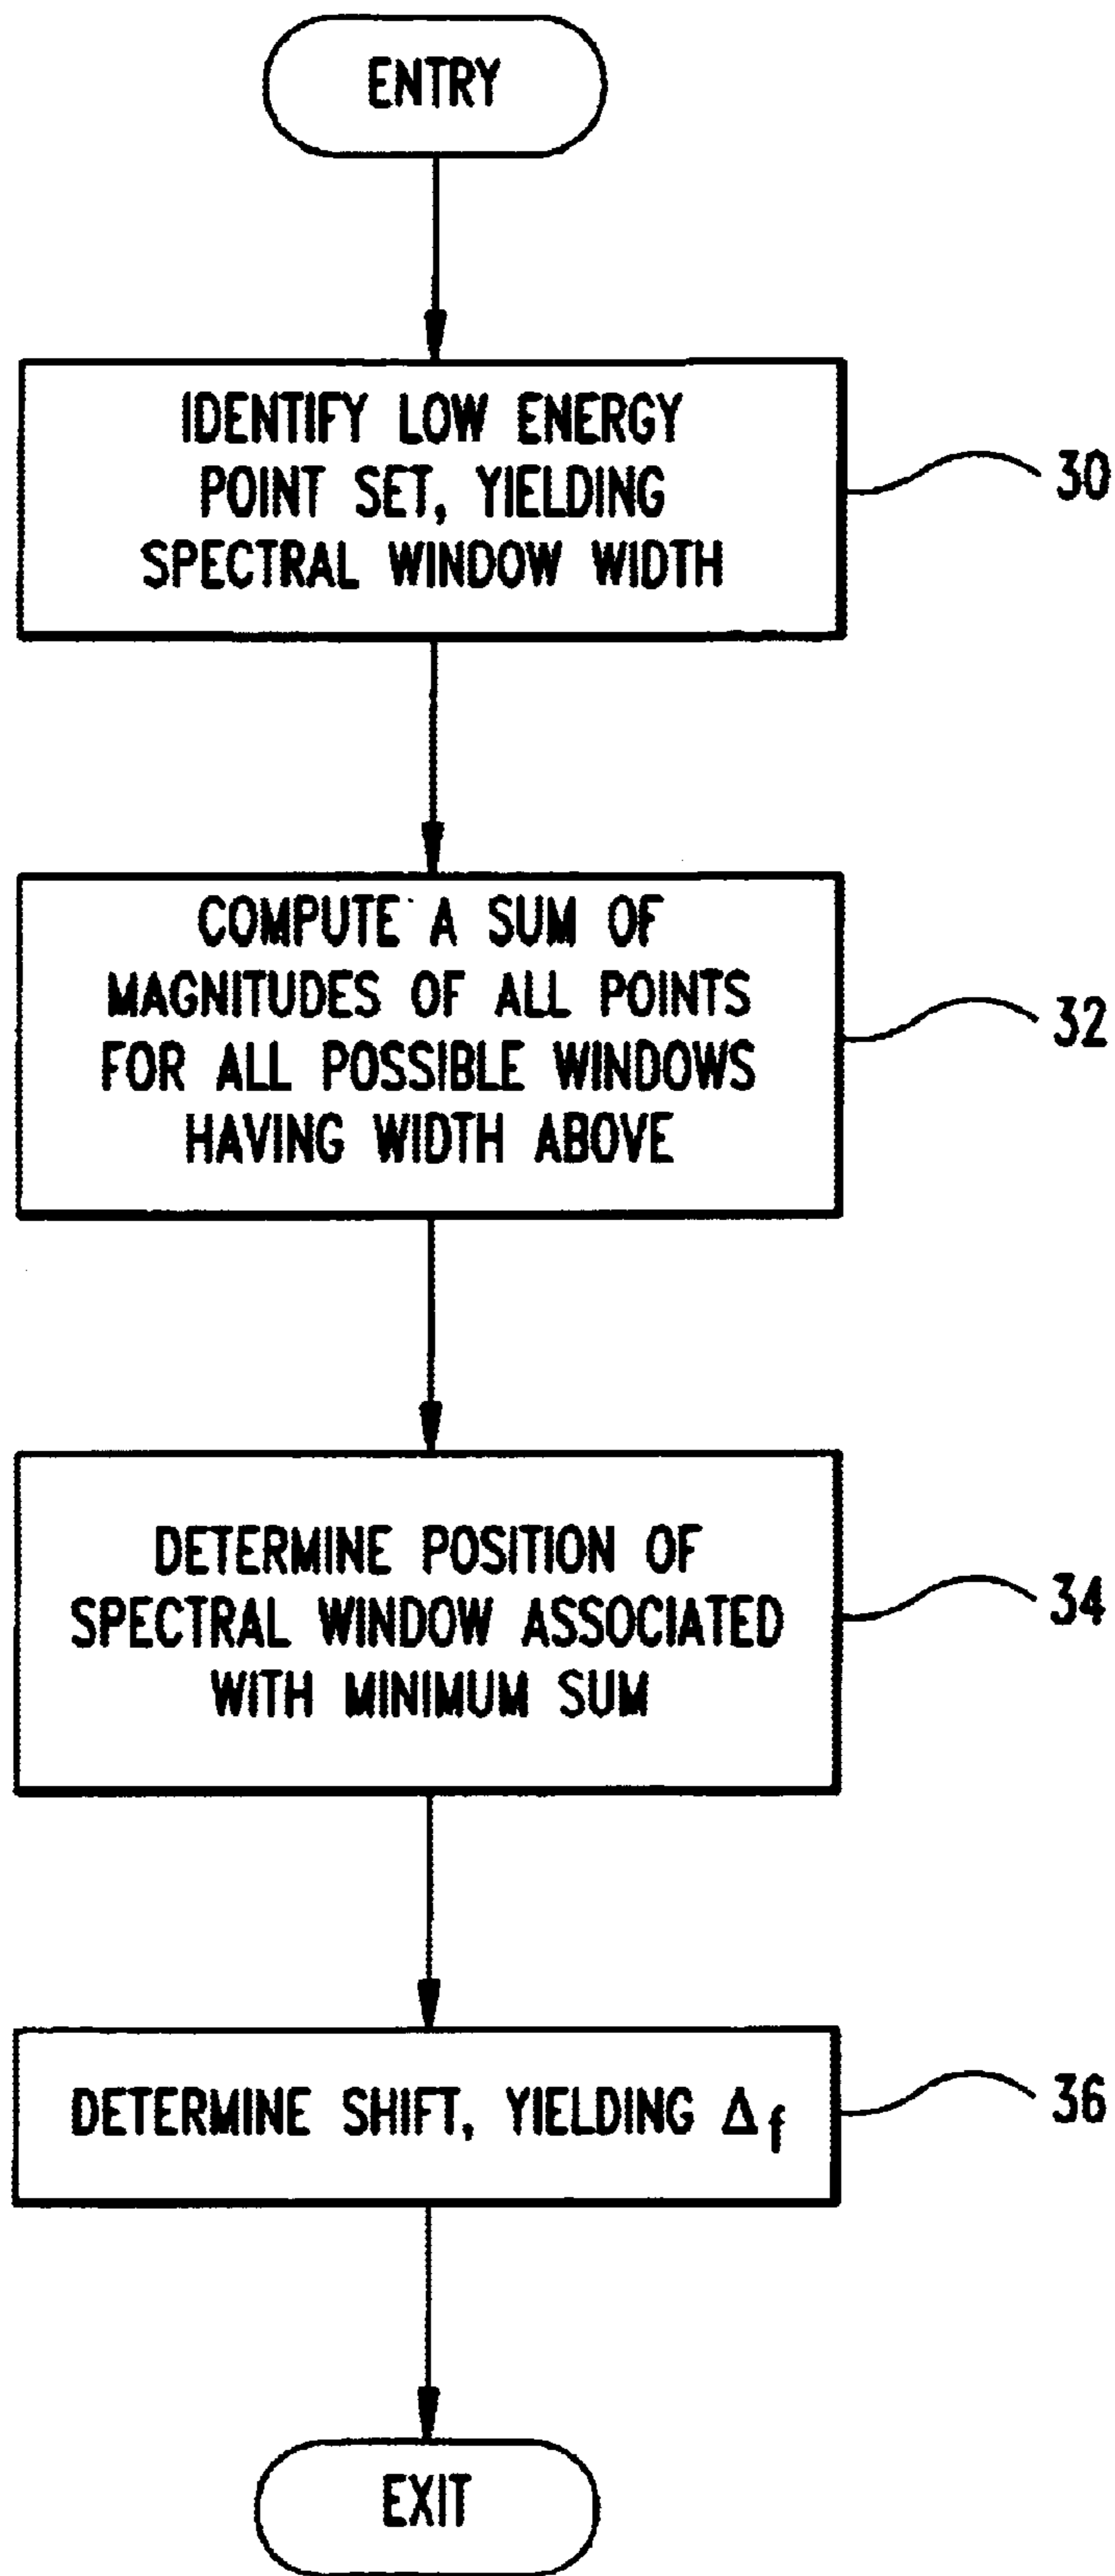 ENTRY
IDENTIFY LOW ENERGY
POINT SET, YIELDING
SPECTRAL WINDOW WIDTH
30
COMPUTE A SUM OF
MAGNITUDES OF ALL POINTS
FOR ALL POSSIBLE WINDOWS
HAVING WIDTH ABOVE
32
DETERMINE POSITION OF
SPECTRAL WINDOW ASSOCIATED
WITH MINIMUM SUM
34
DETERMINE SHIFT, YIELDING Δf
36
EXIT